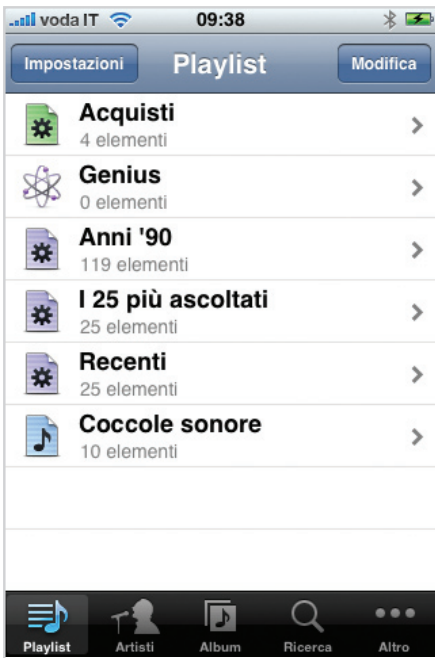 voda IT 09:38
Impostazioni Playlist Modifica
Acquisti
4 elementi
Genius
0 elementi
Anni '90
119 elementi
I 25 più ascoltati
25 elementi
Recenti
25 elementi
Coccole sonore
10 elementi
Playlist Artisti Album Ricerca Altro